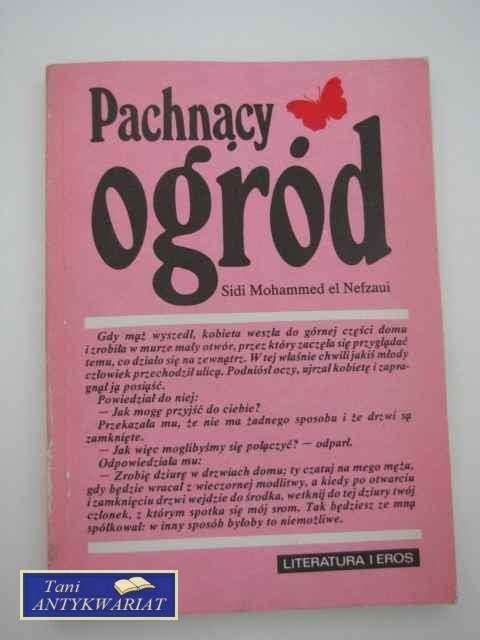 Pachnący
ogród
Sidi Mohammed el Nefzaui
Gdy mąż wyszedł, kobieta weszła do górnej części domu
i zrobiła w murze mały otwór, przez który zaczęła się przyglądać
temu, co działo się na zewnątrz. W tej właśnie chwili jakiś młody
człowiek przechodził ulicą. Podniósł oczy, ujrzał kobietę i zapra-
gnął ją posiąść.
Powiedział do niej:
— Jak mogę przyjść do ciebie?
Przekazała mu, że nie ma żadnego sposobu i że drzwi są
zamknięte.
— Jak więc moglibyśmy się połączyć? — odparł.
Odpowiedziała mu:
— Zrobię dziurę w drzwiach domu; ty czatuj na mego męża,
gdy będzie wracał z wieczornej modlitwy, a kiedy po otwarciu
i zamknięciu drzwi wejdzie do środka, wetknij do tej dziury twój
członek, z którym spotka się mój srom. Tak będziesz ze mną
spółkował: w inny sposób byłoby to niemożliwe.
LITERATURA I EROS
Tani
ANTYKWARIAT